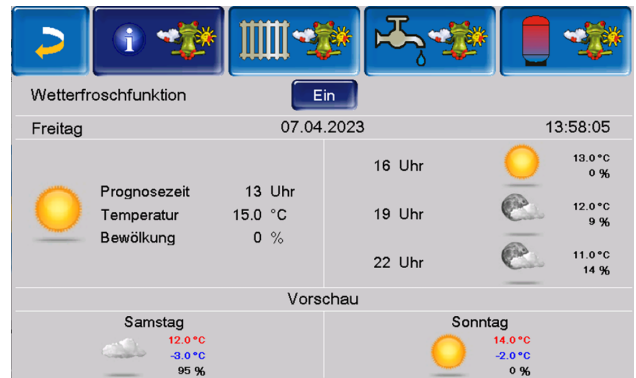 i
Wetterfroschfunktion Ein
Freitag 07.04.2023 13:58:05
Prognosezeit 13 Uhr
Temperatur 15.0 °C
Bewölkung 0 %
16 Uhr 13.0°C
0 %
19 Uhr 12.0°C
9 %
22 Uhr 11.0°C
14 %
Vorschau
Samstag
12.0°C
-3.0°C
95 %
Sonntag
14.0°C
-2.0°C
0 %